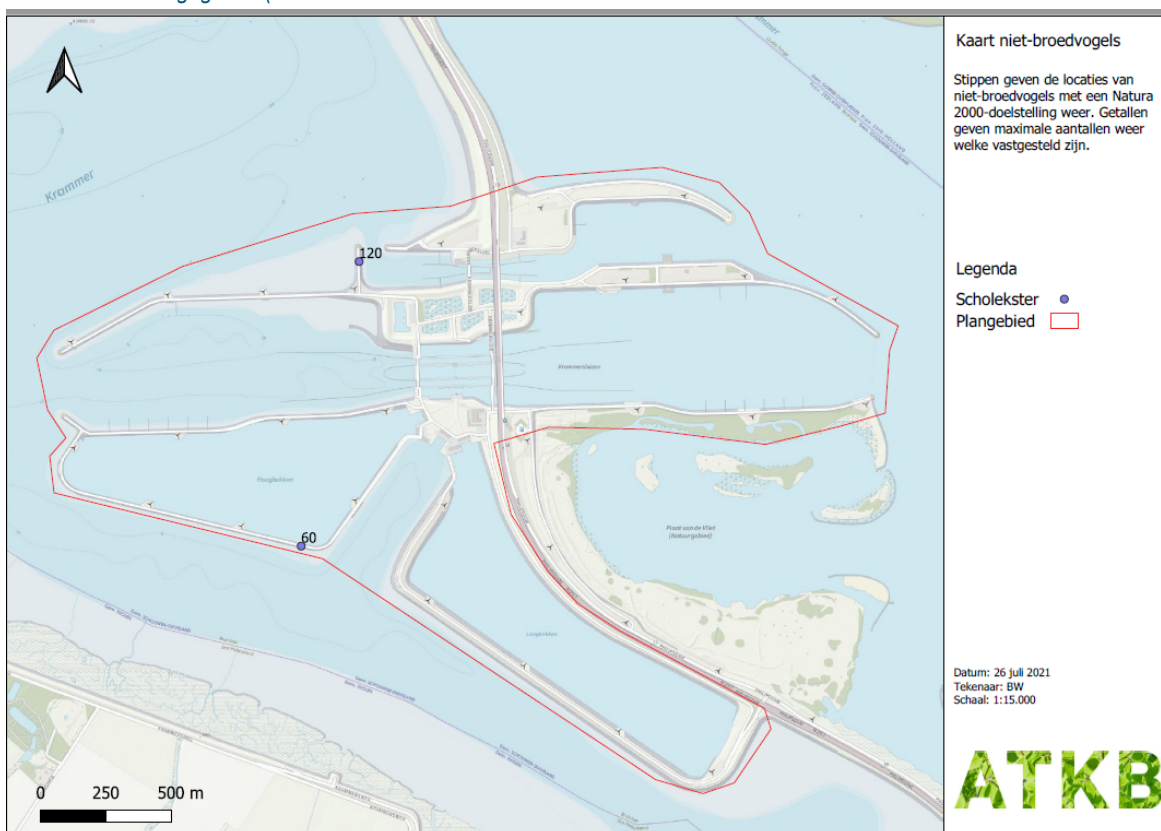 Kaart niet-broedvogels
Stippen geven de locaties van
niet-broedvogels met een Natura
2000-doelstelling weer. Getallen
geven maximale aantallen weer
welke vastgesteld zijn.
Krammer
120
Krammersluizen
Hoogbekken
60
Plaat van de Vliet
(Natuurgebied)
Laagbekken
Legenda
Scholekster
Plangebied
0 250 500 m
Datum: 26 juli 2021
Tekenaar: BW
Schaal: 1:15.000
ATKB